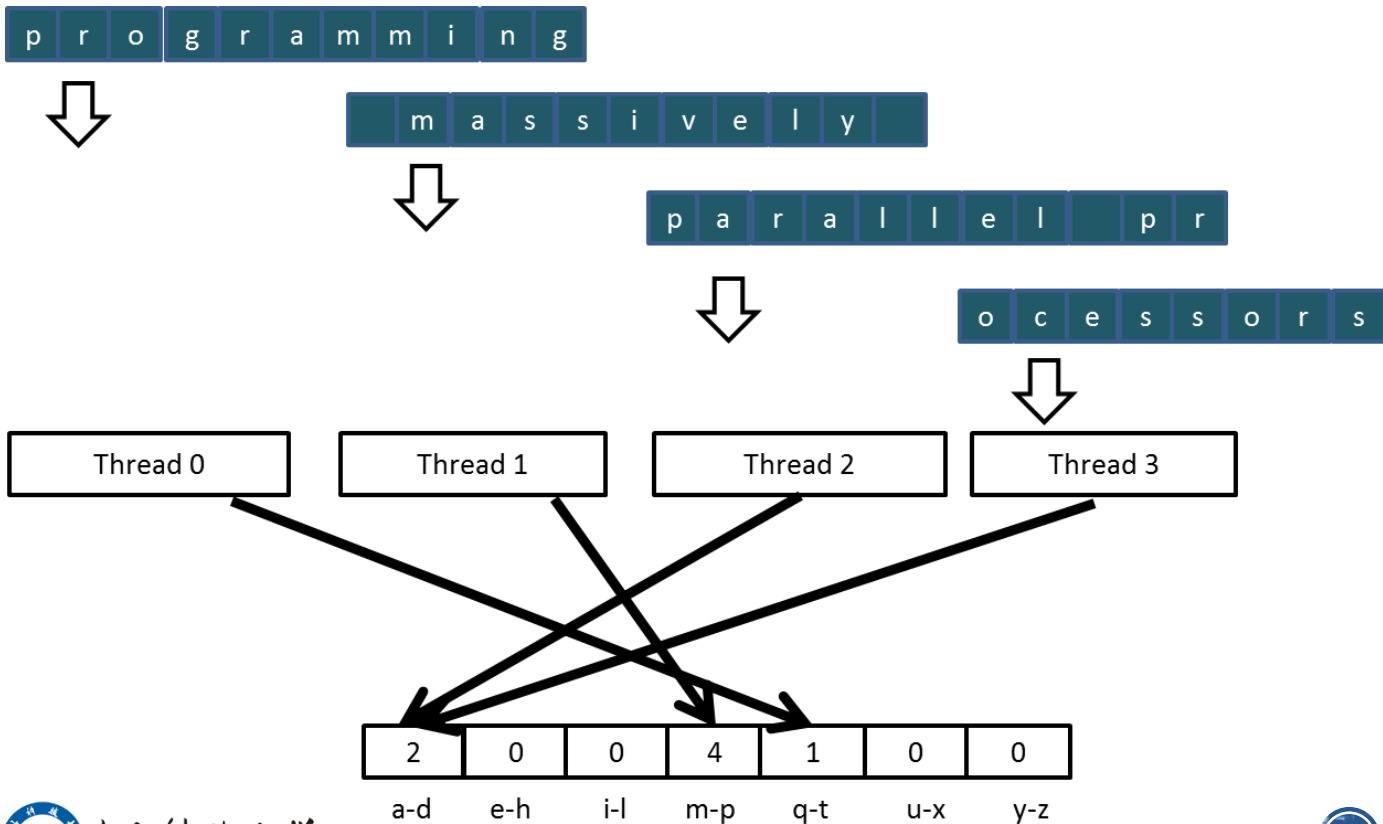 p r o g r a m m i n g
m a s s i v e l y
p a r a l l e l p r
o c e s s o r s
Thread 0 Thread 1 Thread 2 Thread 3
2 0 0 4 1 0 0
a-d e-h i-l m-p q-t u-x y-z